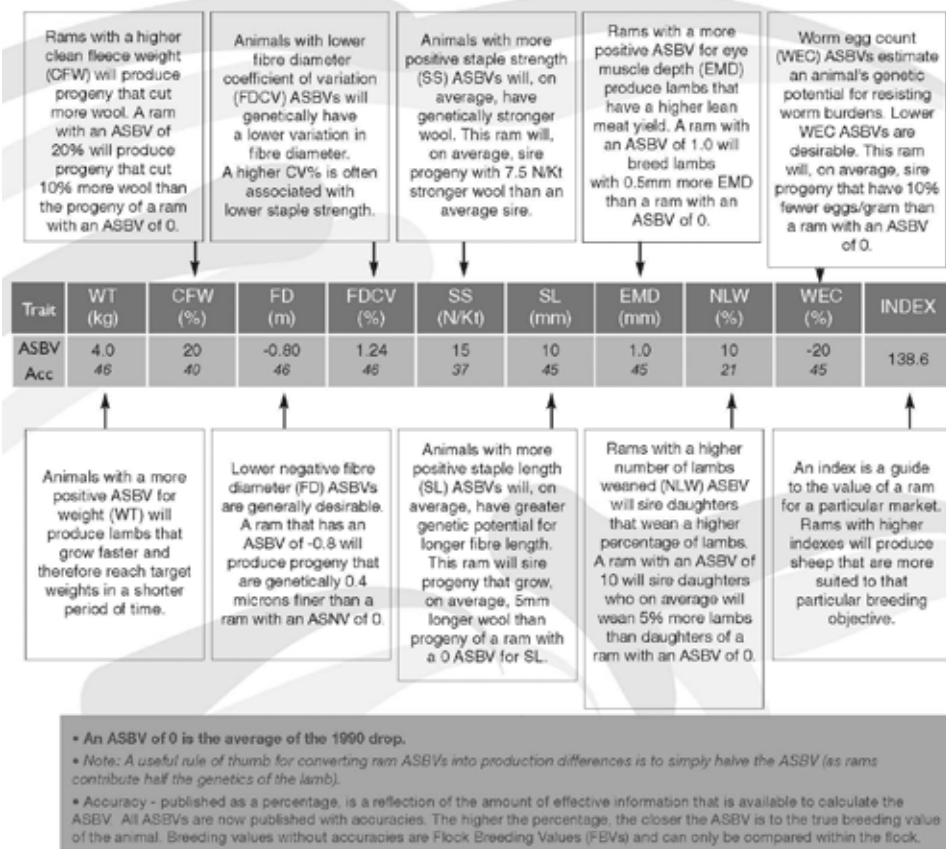 Rams with a higher
clean fleece weight
(CFW) will produce
progeny that cut
more wool. A ram
with an ASBV of
20% will produce
progeny that cut
10% more wool than
the progeny of a ram
with an ASBV of 0.
Animals with lower
fibre diameter
coefficient of variation
(FDCV) ASBVs will
genetically have
a lower variation in
fibre diameter.
A higher CV% is often
associated with
lower staple strength.
Animals with more
positive staple strength
(SS) ASBVs will, on
average, have
genetically stronger
wool. This ram will,
on average, sire
progeny with 7.5 N/Kt
stronger wool than an
average sire.
Rams with a more
positive ASBV for eye
muscle depth (EMD)
produce lambs that
have a higher lean
meat yield. A ram with
an ASBV of 1.0 will
breed lambs
with 0.5mm more EMD
than a ram with an
ASBV of 0.
Worm egg count
(WEC) ASBVs estimate
an animal's genetic
potential for resisting
worm burdens. Lower
WEC ASBVs are
desirable. This ram
will, on average, sire
progeny that have 10%
fewer eggs/gram than
a ram with an ASBV
of 0.
Trait WT (kg) CFW (%) FD (m) FDCV (%) SS (N/Kt) SL (mm) EMD (mm) NLW (%) WEC (%) INDEX
ASBV 4.0 20 -0.80 1.24 15 10 1.0 10 -20 138.6
Acc 46 40 46 46 37 45 45 21 45
Animals with a more
positive ASBV for
weight (WT) will
produce lambs that
grow faster and
therefore reach target
weights in a shorter
period of time.
Lower negative fibre
diameter (FD) ASBVs
are generally desirable.
A ram that has an
ASBV of -0.8 will
produce progeny that
are genetically 0.4
microns finer than a
ram with an ASNV of 0.
Animals with more
positive staple length
(SL) ASBVs will, on
average, have greater
genetic potential for
longer fibre length.
This ram will sire
progeny that grow,
on average, 5mm
longer wool than
progeny of a ram with
a 0 ASBV for SL.
Rams with a higher
number of lambs
weaned (NLW) ASBV
will sire daughters
that wean a higher
percentage of lambs.
A ram with an ASBV of
10 will sire daughters
who on average will
wean 5% more lambs
than daughters of a
ram with an ASBV of 0.
An index is a guide
to the value of a ram
for a particular market.
Rams with higher
indexes will produce
sheep that are more
suited to that
particular breeding
objective.
• An ASBV of 0 is the average of the 1990 drop.
• Note: A useful rule of thumb for converting ram ASBVs into production differences is to simply halve the ASBV (as rams
contribute half the genetics of the lamb).
• Accuracy - published as a percentage, is a reflection of the amount of effective information that is available to calculate the
ASBV. All ASBVs are now published with accuracies. The higher the percentage, the closer the ASBV is to the true breeding value
of the animal. Breeding values without accuracies are Flock Breeding Values (FBVs) and can only be compared within the flock.